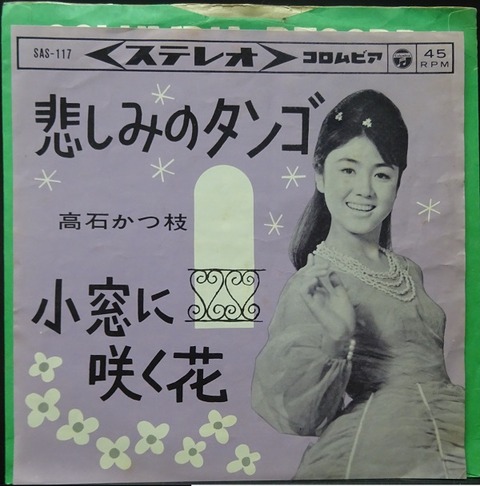 SAS-117
<ステレオ>
コロムビア
45
RPM
悲しみのタンゴ
高石かつ枝
小窓に
咲く花